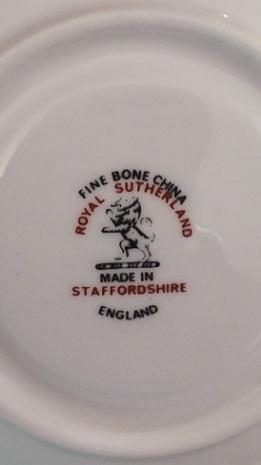 FINE BONE CHINA
ROYAL SUTHERLAND
MADE IN
STAFFORDSHIRE
ENGLAND